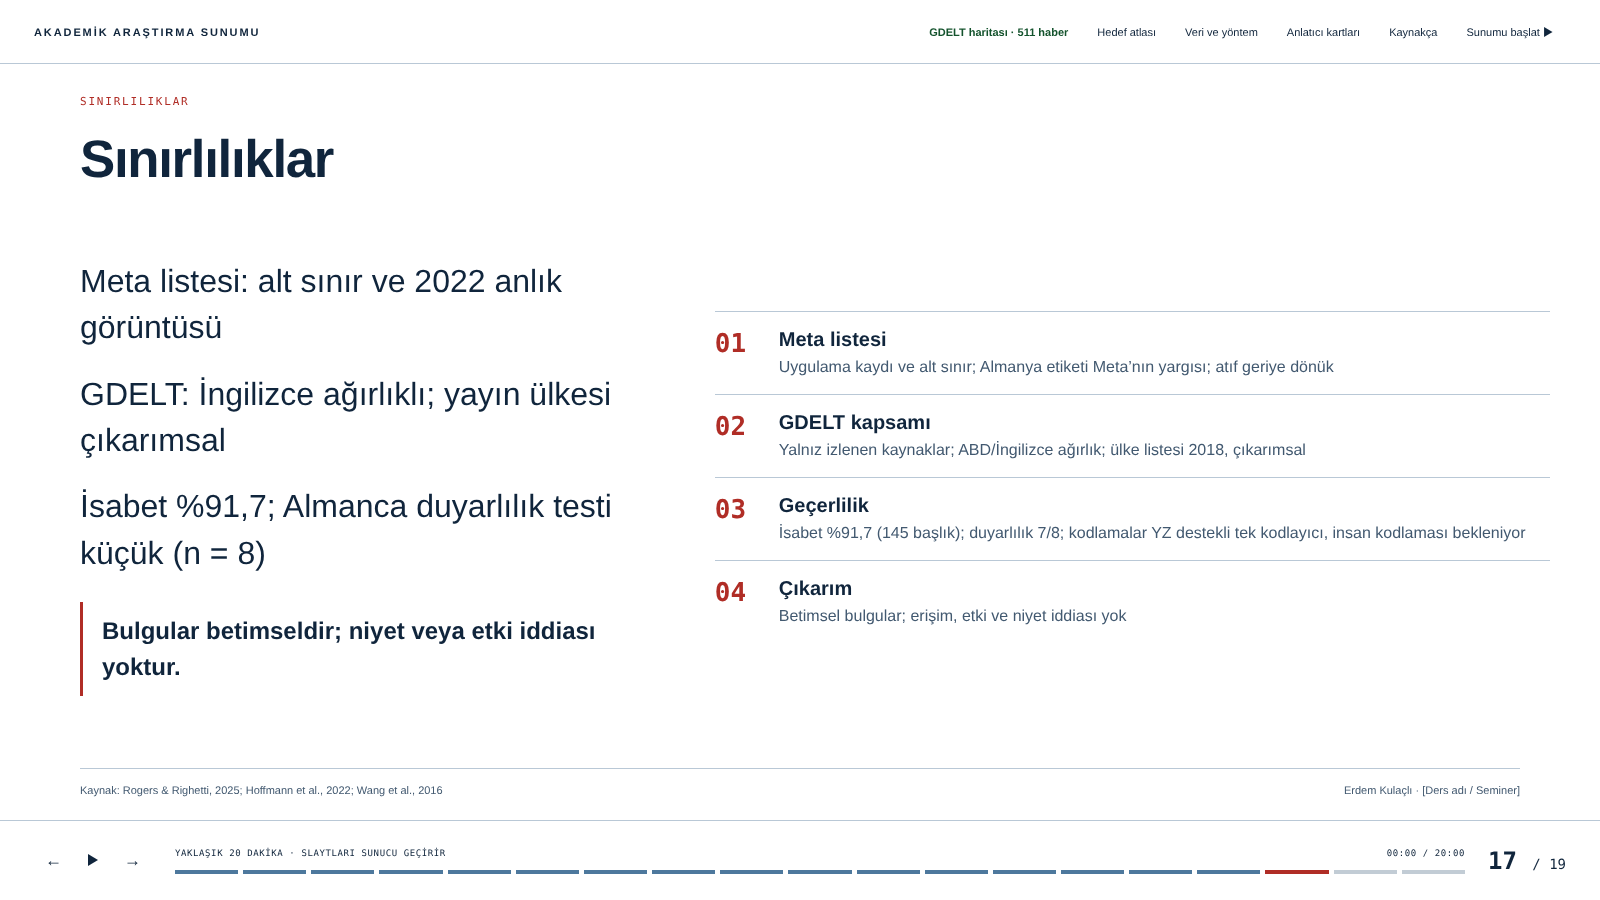 AKADEMİK ARAŞTIRMA SUNUMU
GDELT haritası · 511 haber
Hedef atlası
Veri ve yöntem
Anlatıcı kartları
Kaynakça
Sunumu başlat ▶
SINIRLILIKLAR
Sınırlılıklar
Meta listesi: alt sınır ve 2022 anlık
görüntüsü
GDELT: İngilizce ağırlıklı; yayın ülkesi
çıkarımsal
İsabet %91,7; Almanca duyarlılık testi
küçük (n = 8)
Bulgular betimseldir; niyet veya etki iddiası
yoktur.
01
Meta listesi
Uygulama kaydı ve alt sınır; Almanya etiketi Meta’nın yargısı; atıf geriye dönük
02
GDELT kapsamı
Yalnız izlenen kaynaklar; ABD/İngilizce ağırlık; ülke listesi 2018, çıkarımsal
03
Geçerlilik
İsabet %91,7 (145 başlık); duyarlılık 7/8; kodlamalar YZ destekli tek kodlayıcı, insan kodlaması bekleniyor
04
Çıkarım
Betimsel bulgular; erişim, etki ve niyet iddiası yok
Kaynak: Rogers & Righetti, 2025; Hoffmann et al., 2022; Wang et al., 2016
Erdem Kulaçlı · [Ders adı / Seminer]
← ▶ →
YAKLAŞIK 20 DAKİKA · SLAYTLARI SUNUCU GEÇİRİR
00:00 / 20:00
17 / 19